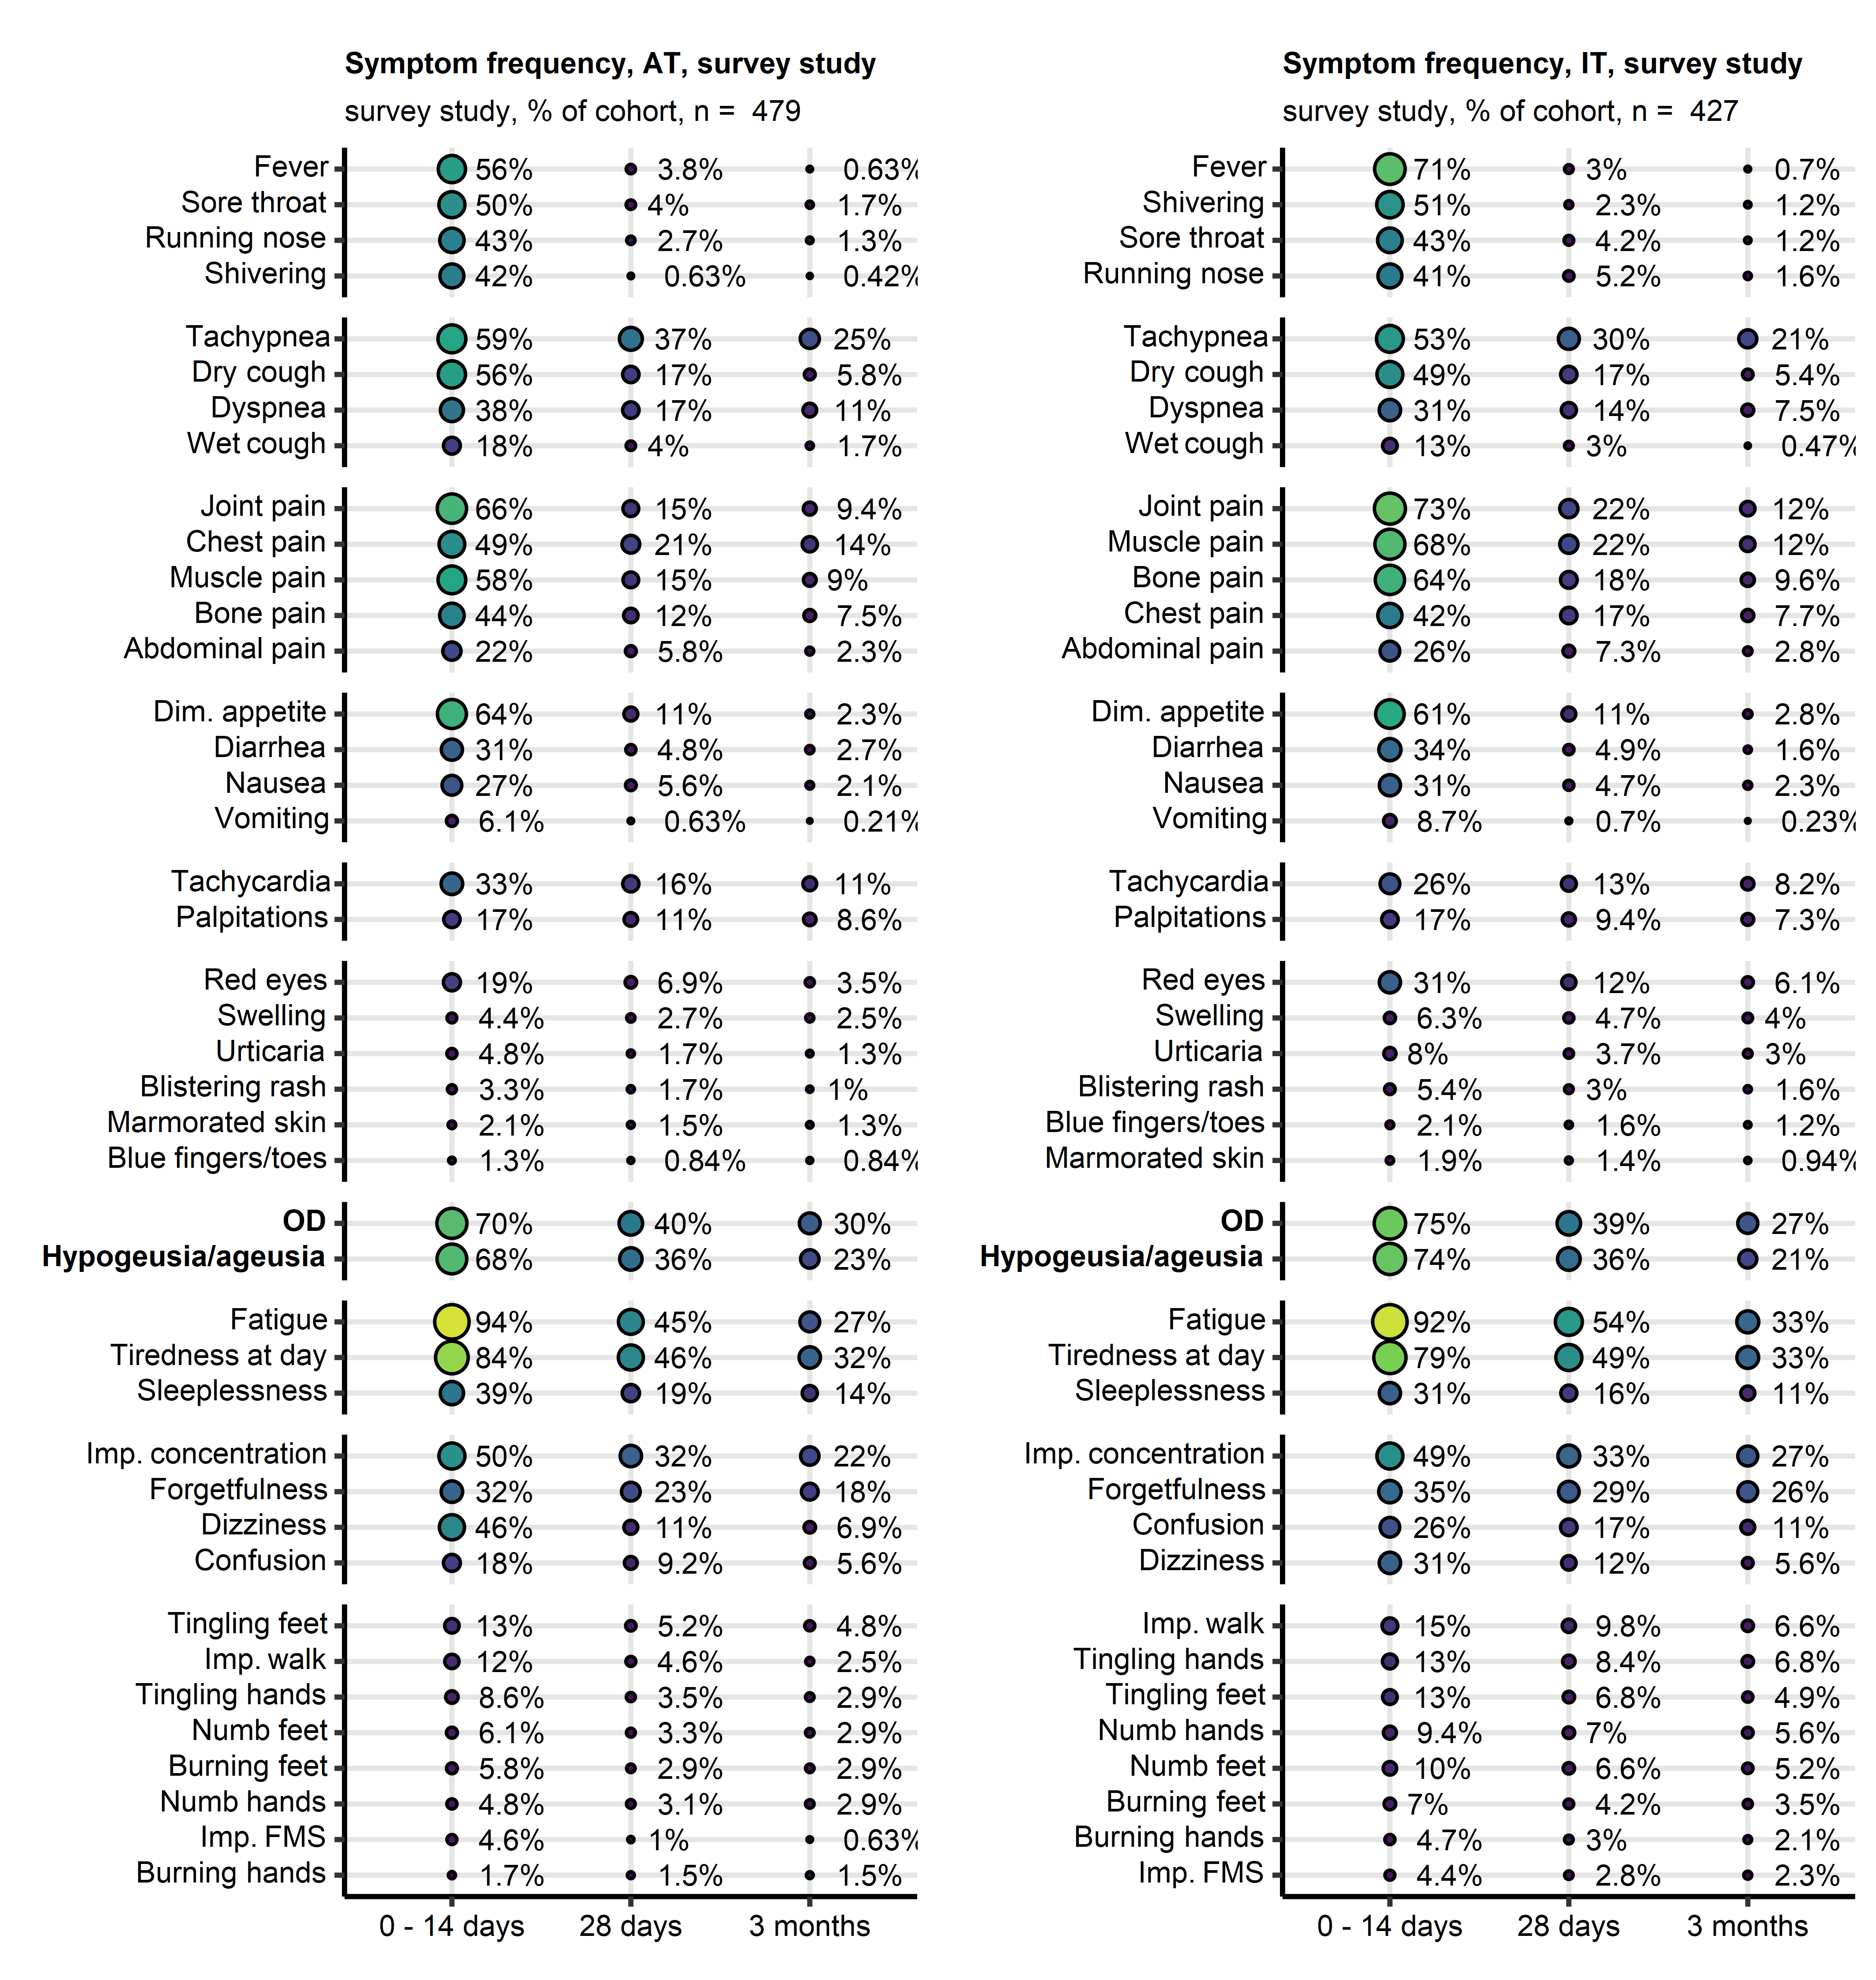 Symptom frequency, AT, survey study
survey study, % of cohort, n = 479
Fever 56% 3.8% 0.63%
Sore throat 50% 4% 1.7%
Running nose 43% 2.7% 1.3%
Shivering 42% 0.63% 0.42%
Tachypnea 59% 37% 25%
Dry cough 56% 17% 5.8%
Dyspnea 38% 17% 11%
Wet cough 18% 4% 1.7%
Joint pain 66% 15% 9.4%
Chest pain 49% 21% 14%
Muscle pain 58% 15% 9%
Bone pain 44% 12% 7.5%
Abdominal pain 22% 5.8% 2.3%
Dim. appetite 64% 11% 2.3%
Diarrhea 31% 4.8% 2.7%
Nausea 27% 5.6% 2.1%
Vomiting 6.1% 0.63% 0.21%
Tachycardia 33% 16% 11%
Palpitations 17% 11% 8.6%
Red eyes 19% 6.9% 3.5%
Swelling 4.4% 2.7% 2.5%
Urticaria 4.8% 1.7% 1.3%
Blistering rash 3.3% 1.7% 1%
Marmorated skin 2.1% 1.5% 1.3%
Blue fingers/toes 1.3% 0.84% 0.84%
OD 70% 40% 30%
Hypogeusia/ageusia 68% 36% 23%
Fatigue 94% 45% 27%
Tiredness at day 84% 46% 32%
Sleeplessness 39% 19% 14%
Imp. concentration 50% 32% 22%
Forgetfulness 32% 23% 18%
Dizziness 46% 11% 6.9%
Confusion 18% 9.2% 5.6%
Tingling feet 13% 5.2% 4.8%
Imp. walk 12% 4.6% 2.5%
Tingling hands 8.6% 3.5% 2.9%
Numb feet 6.1% 3.3% 2.9%
Burning feet 5.8% 2.9% 2.9%
Numb hands 4.8% 3.1% 2.9%
Imp. FMS 4.6% 1% 0.63%
Burning hands 1.7% 1.5% 1.5%
0 - 14 days 28 days 3 months
Symptom frequency, IT, survey study
survey study, % of cohort, n = 427
Fever 71% 3% 0.7%
Shivering 51% 2.3% 1.2%
Sore throat 43% 4.2% 1.2%
Running nose 41% 5.2% 1.6%
Tachypnea 53% 30% 21%
Dry cough 49% 17% 5.4%
Dyspnea 31% 14% 7.5%
Wet cough 13% 3% 0.47%
Joint pain 73% 22% 12%
Muscle pain 68% 22% 12%
Bone pain 64% 18% 9.6%
Chest pain 42% 17% 7.7%
Abdominal pain 26% 7.3% 2.8%
Dim. appetite 61% 11% 2.8%
Diarrhea 34% 4.9% 1.6%
Nausea 31% 4.7% 2.3%
Vomiting 8.7% 0.7% 0.23%
Tachycardia 26% 13% 8.2%
Palpitations 17% 9.4% 7.3%
Red eyes 31% 12% 6.1%
Swelling 6.3% 4.7% 4%
Urticaria 8% 3.7% 3%
Blistering rash 5.4% 3% 1.6%
Blue fingers/toes 2.1% 1.6% 1.2%
Marmorated skin 1.9% 1.4% 0.94%
OD 75% 39% 27%
Hypogeusia/ageusia 74% 36% 21%
Fatigue 92% 54% 33%
Tiredness at day 79% 49% 33%
Sleeplessness 31% 16% 11%
Imp. concentration 49% 33% 27%
Forgetfulness 35% 29% 26%
Confusion 26% 17% 11%
Dizziness 31% 12% 5.6%
Imp. walk 15% 9.8% 6.6%
Tingling hands 13% 8.4% 6.8%
Tingling feet 13% 6.8% 4.9%
Numb hands 9.4% 7% 5.6%
Numb feet 10% 6.6% 5.2%
Burning feet 7% 4.2% 3.5%
Burning hands 4.7% 3% 2.1%
Imp. FMS 4.4% 2.8% 2.3%
0 - 14 days 28 days 3 months